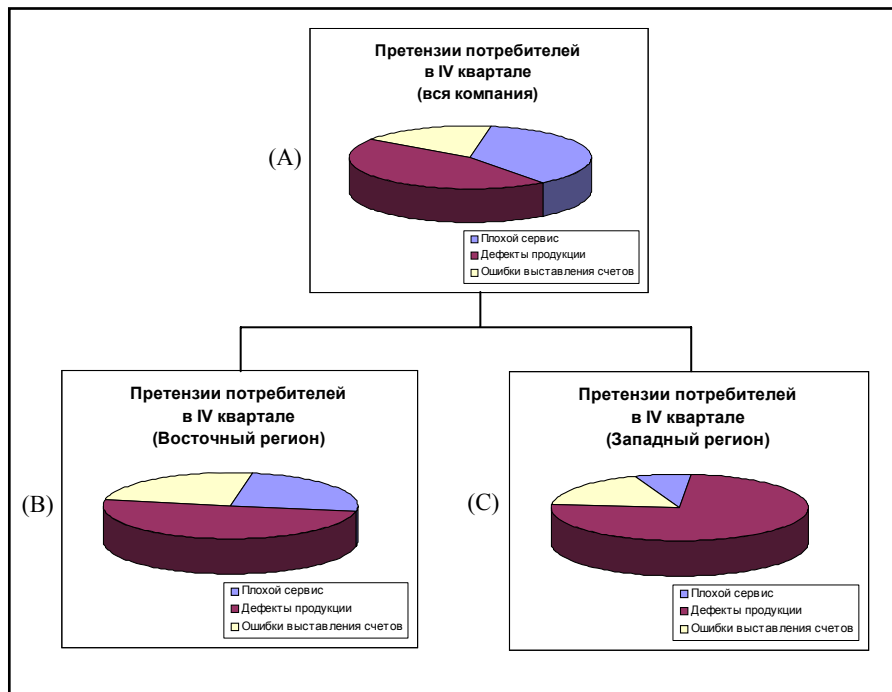 Претензии потребителей
в IV квартале
(вся компания)
(A)
Плохой сервис
Дефекты продукции
Ошибки выставления счетов
Претензии потребителей
в IV квартале
(Восточный регион)
(B)
Плохой сервис
Дефекты продукции
Ошибки выставления счетов
Претензии потребителей
в IV квартале
(Западный регион)
(C)
Плохой сервис
Дефекты продукции
Ошибки выставления счетов